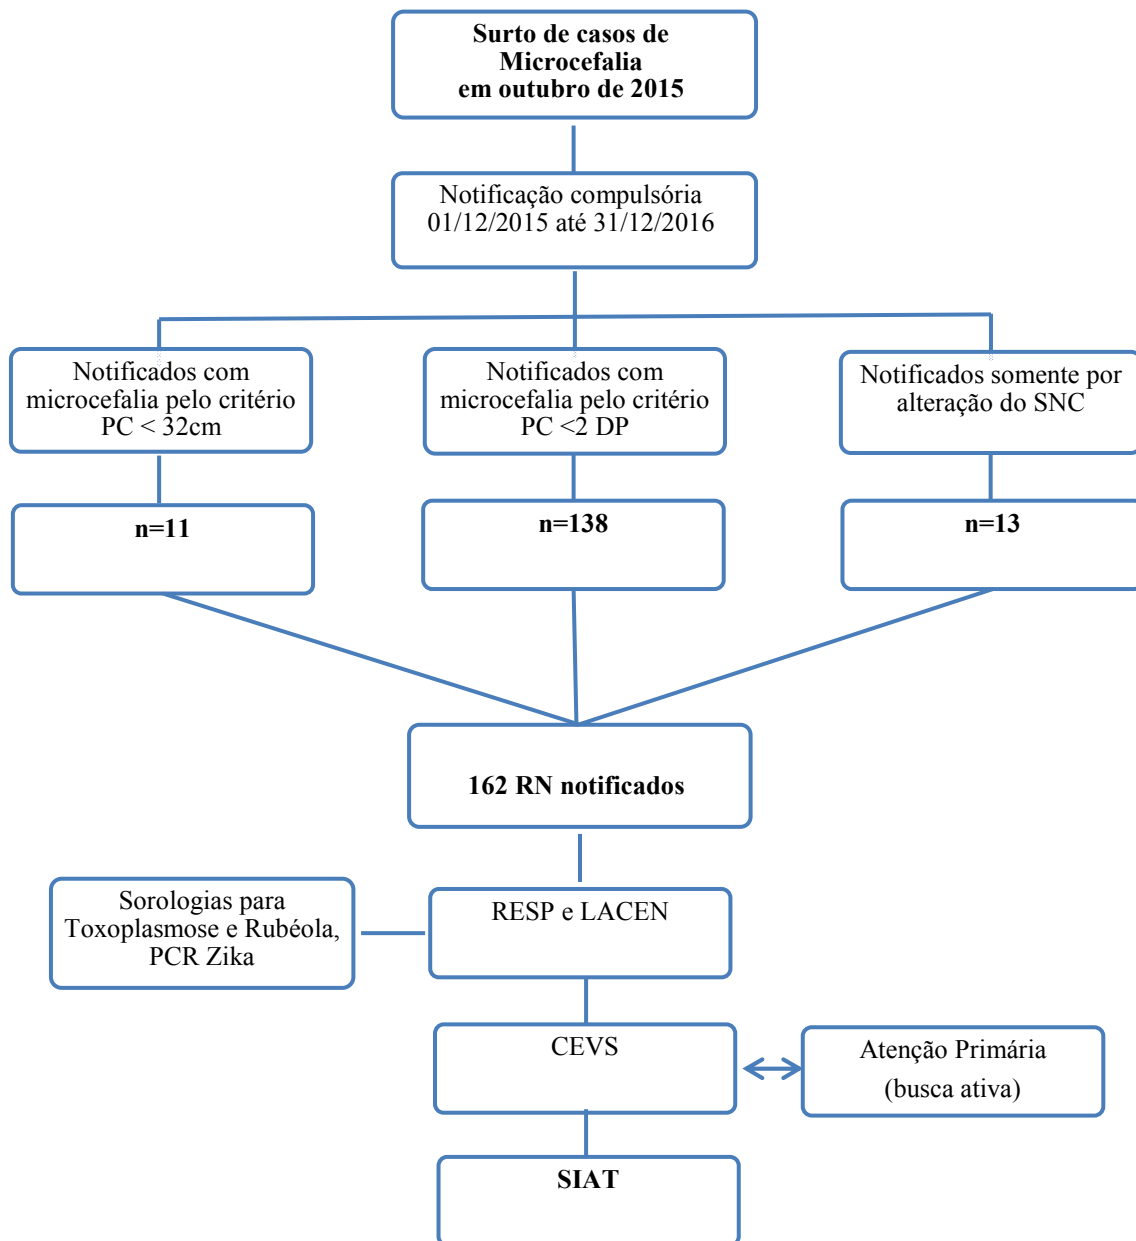 Surto de casos de
Microcefalia
em outubro de 2015
Notificação compulsória
01/12/2015 até 31/12/2016
Notificados com
microcefalia pelo critério
PC < 32cm
Notificados com
microcefalia pelo critério
PC <2 DP
Notificados somente por
alteração do SNC
n=11
n=138
n=13
162 RN notificados
Sorologias para
Toxoplasmose e Rubéola,
PCR Zika
RESP e LACEN
CEVS
Atenção Primária
(busca ativa)
SIAT